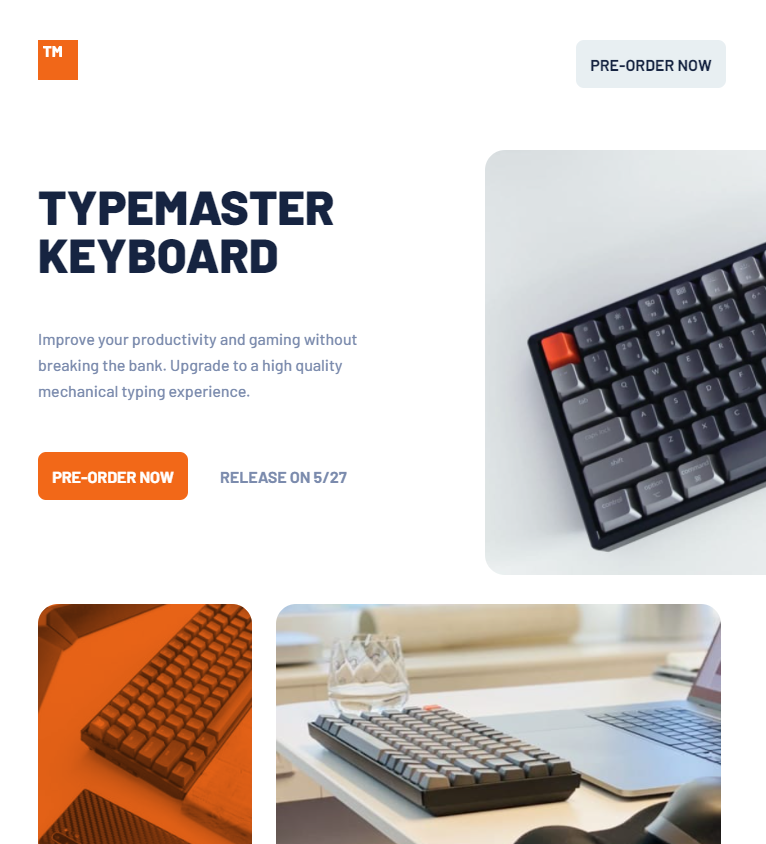 TM
PRE-ORDER NOW
TYPEMASTER
KEYBOARD
Improve your productivity and gaming without
breaking the bank. Upgrade to a high quality
mechanical typing experience.
PRE-ORDER NOW
RELEASE ON 5/27